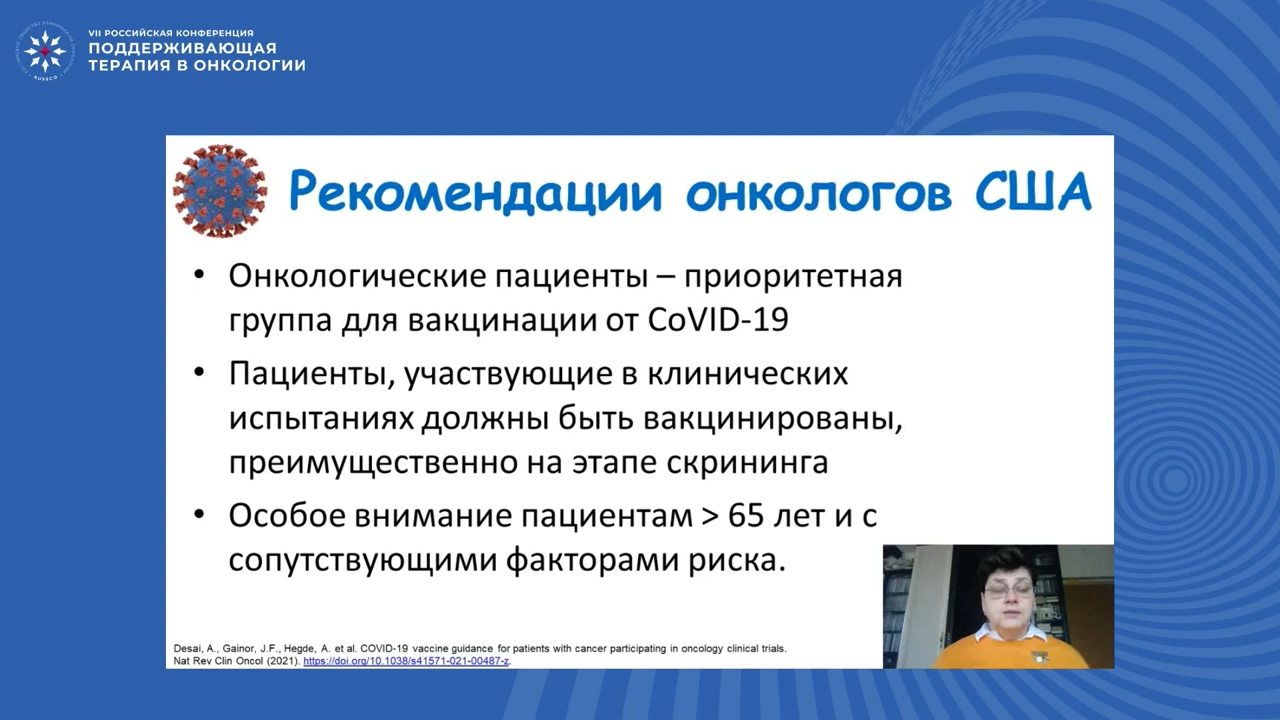 VII РОССИЙСКАЯ КОНФЕРЕНЦИЯ
ПОДДЕРЖИВАЮЩАЯ
ТЕРАПИЯ В ОНКОЛОГИИ
RUSSCO
Рекомендации онкологов США
• Онкологические пациенты – приоритетная
группа для вакцинации от CoVID-19
• Пациенты, участвующие в клинических
испытаниях должны быть вакцинированы,
преимущественно на этапе скрининга
• Особое внимание пациентам > 65 лет и с
сопутствующими факторами риска.
Desai, A., Gainor, J.F., Hegde, A. et al. COVID-19 vaccine guidance for patients with cancer participating in oncology clinical trials.
Nat Rev Clin Oncol (2021). https://doi.org/10.1038/s41571-021-00487-z.